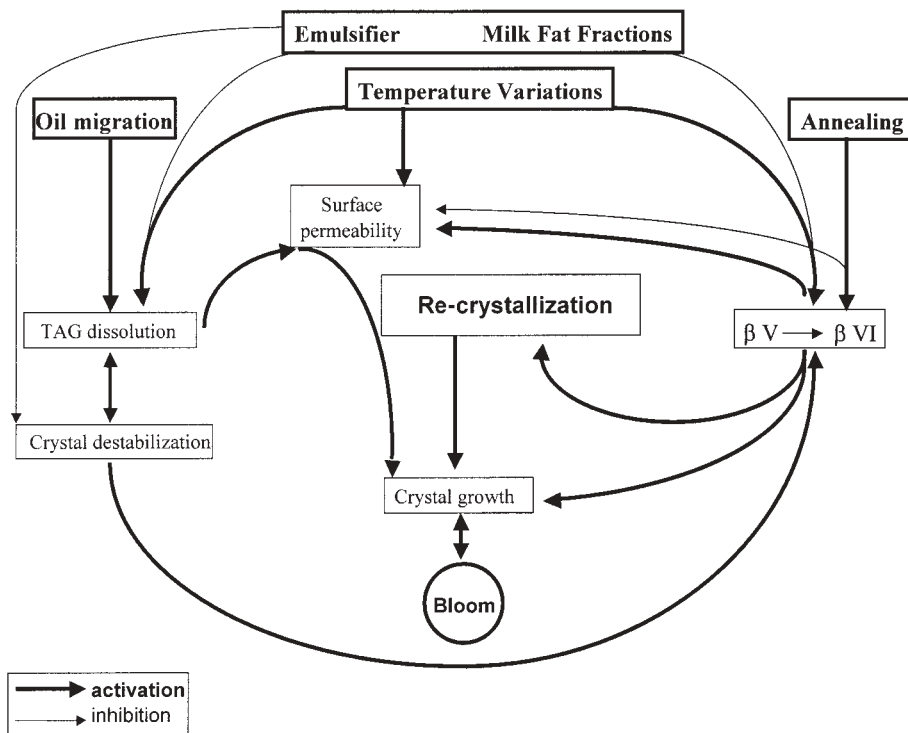 Emulsifier Milk Fat Fractions
Temperature Variations
Oil migration
Annealing
Surface
permeability
Re-crystallization
TAG dissolution
β V → β VI
Crystal destabilization
Crystal growth
Bloom
activation
inhibition